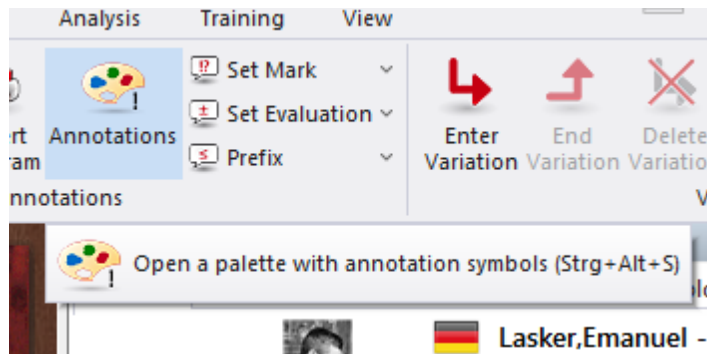 Analysis Training View
Set Mark
Annotations Set Evaluation Enter End Delete
Prefix Variation Variation
Open a palette with annotation symbols (Strg+Alt+S)
Lasker,Emanuel -